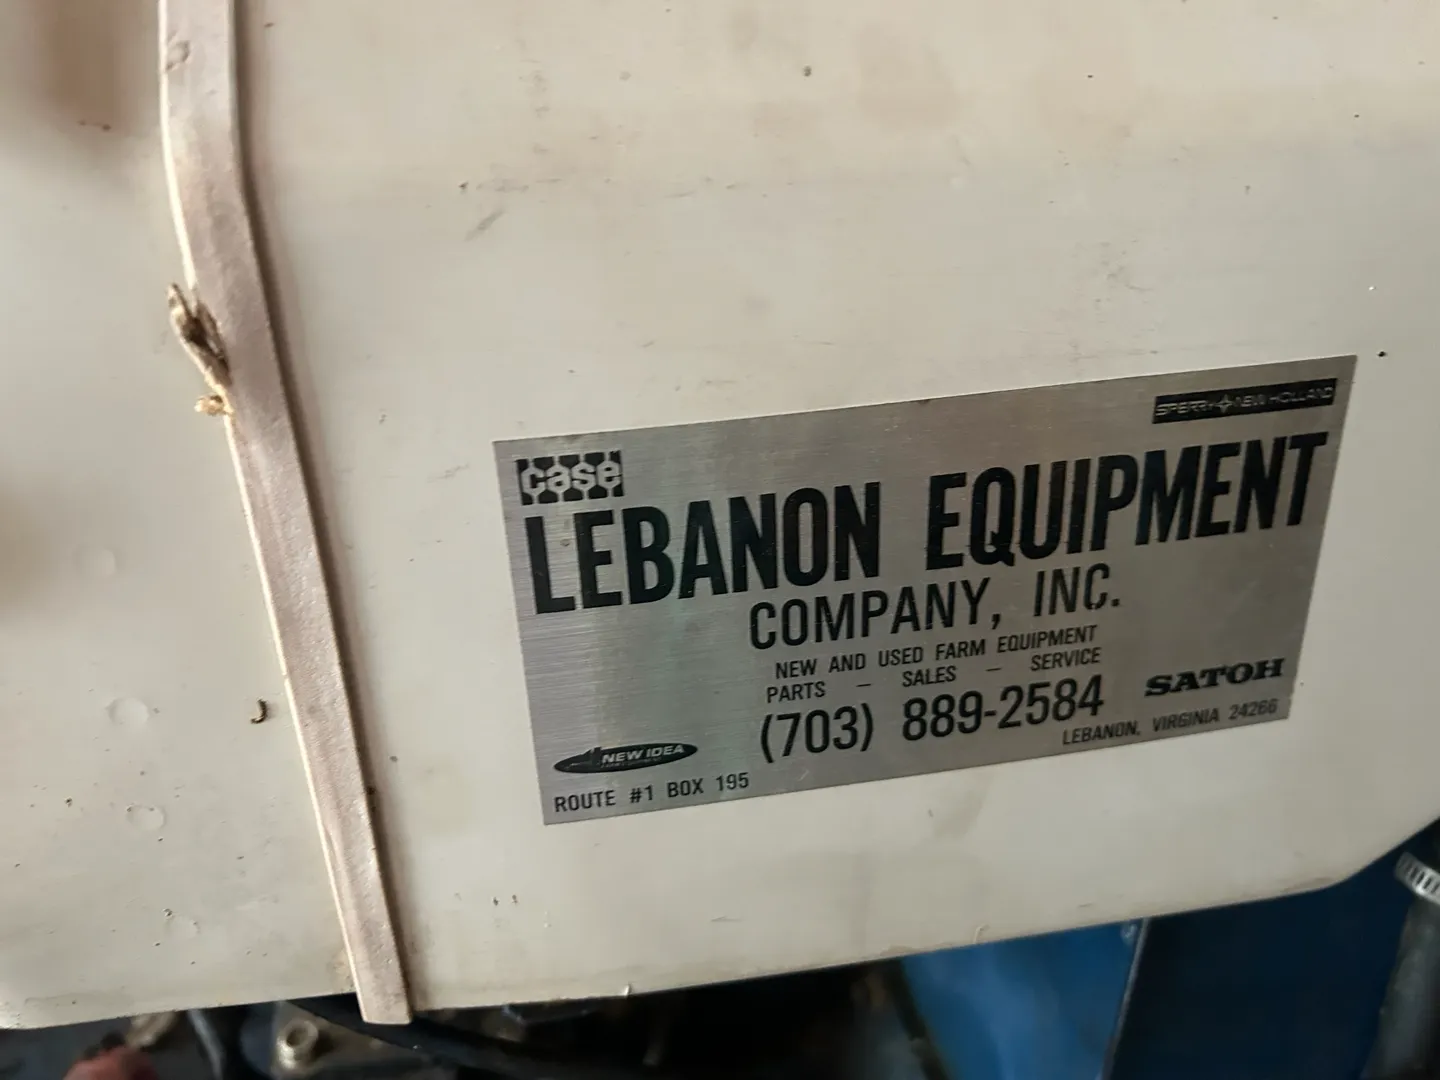 SPERRY NEW HOLLAND
case
LEBANON EQUIPMENT
COMPANY, INC.
NEW AND USED FARM EQUIPMENT
PARTS – SALES – SERVICE
(703) 889-2584
SATOH
NEW IDEA
ROUTE #1 BOX 195
LEBANON, VIRGINIA 24266